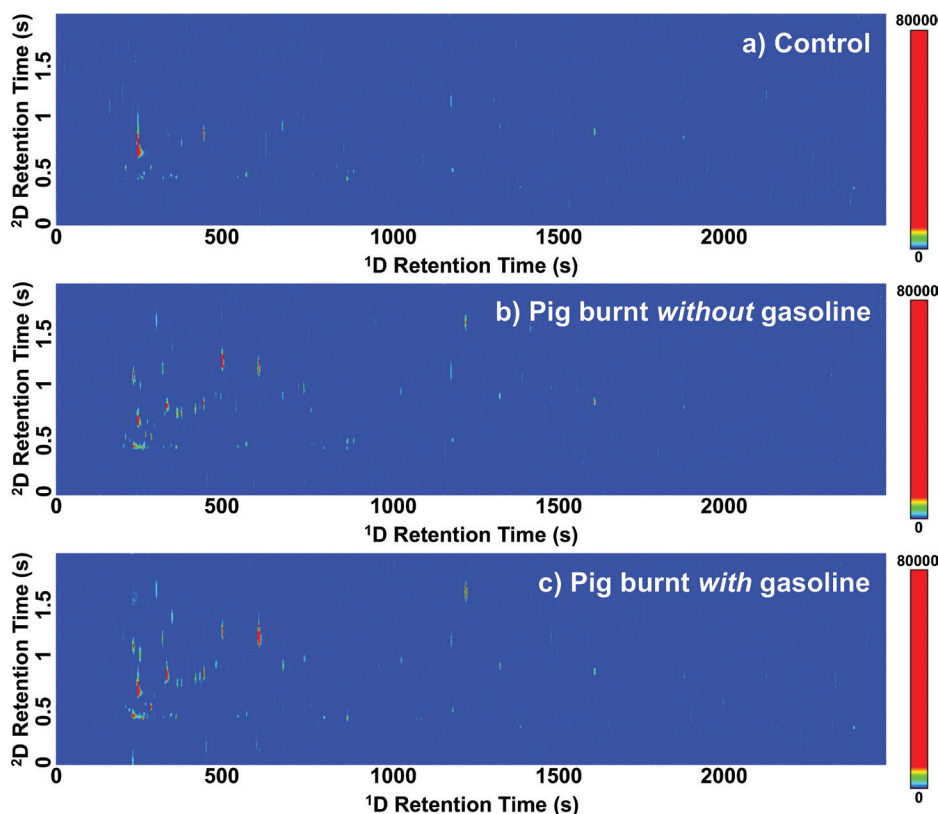 a) Control
80000
0
²D Retention Time (s)
1.5
1
0.5
0
0 500 1000 1500 2000
¹D Retention Time (s)
b) Pig burnt without gasoline
80000
0
²D Retention Time (s)
1.5
1
0.5
0
0 500 1000 1500 2000
¹D Retention Time (s)
c) Pig burnt with gasoline
80000
0
²D Retention Time (s)
1.5
1
0.5
0
0 500 1000 1500 2000
¹D Retention Time (s)